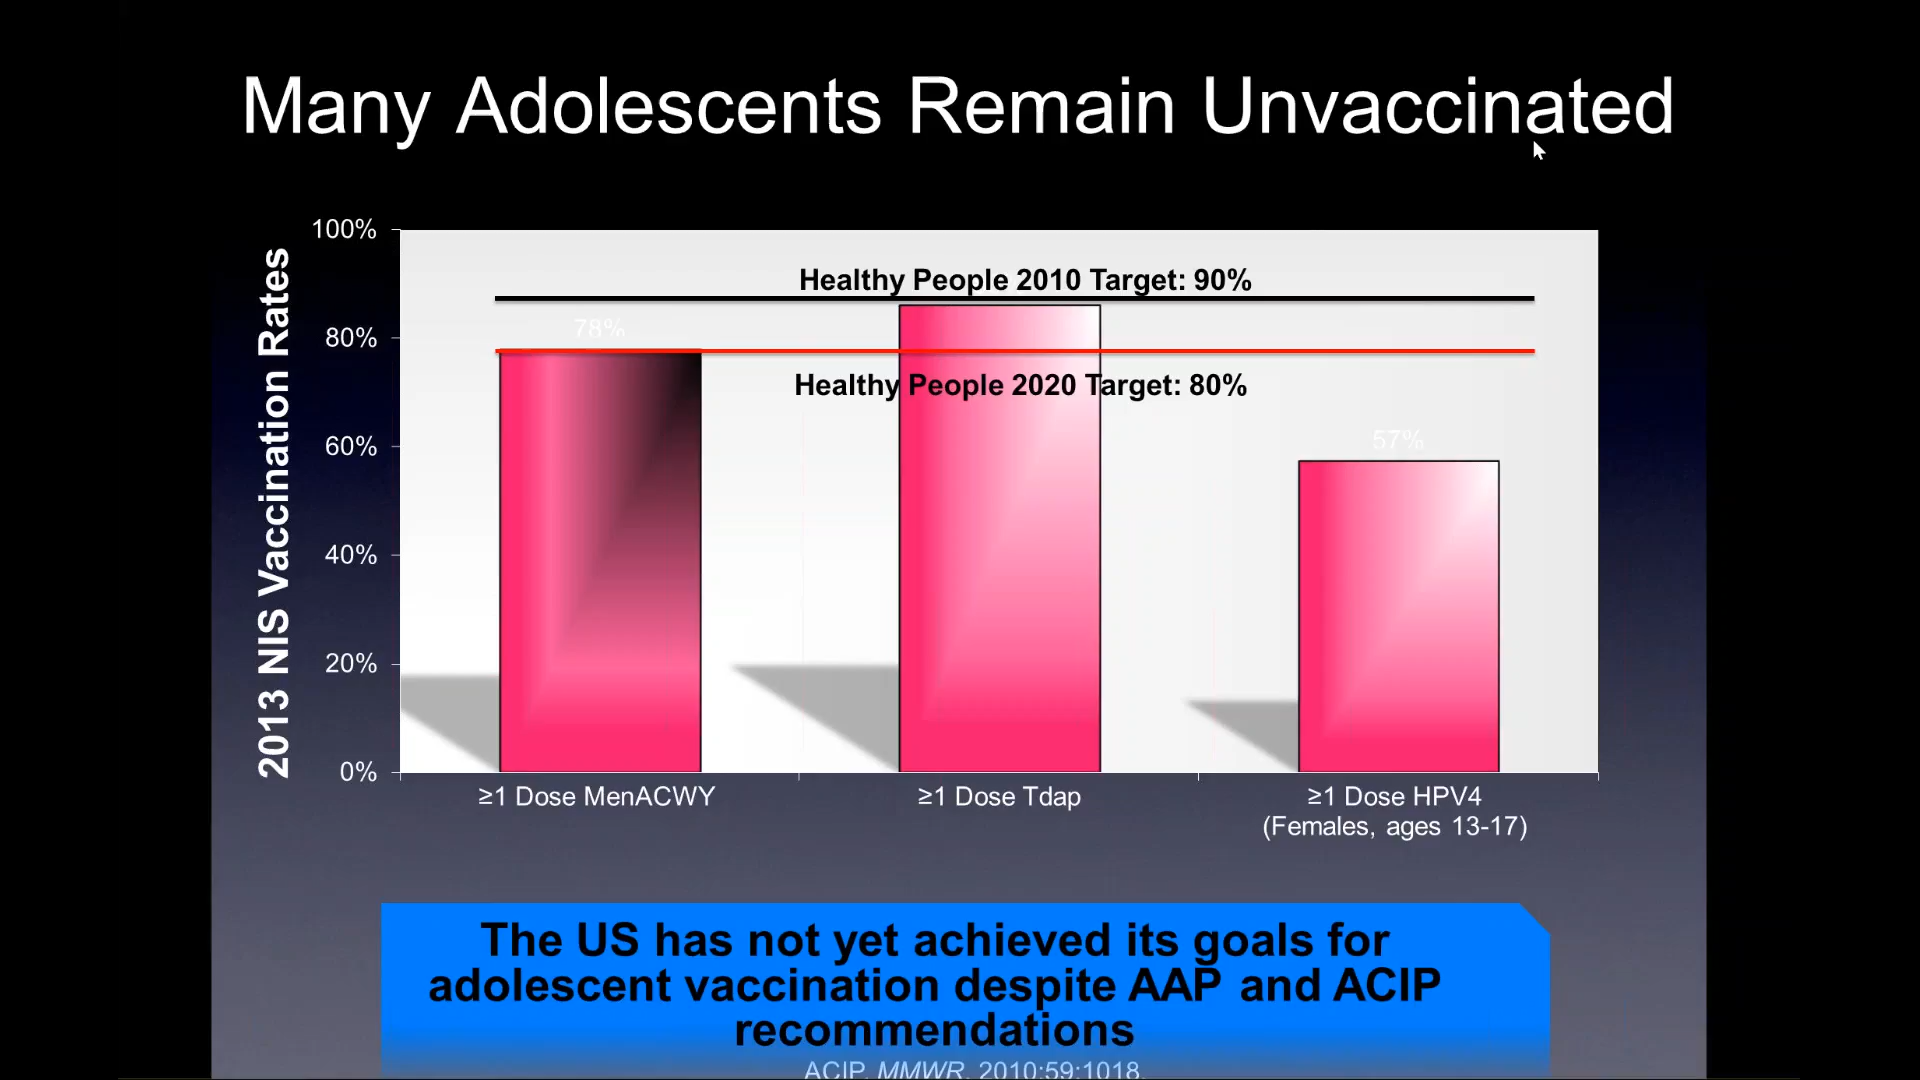 Many Adolescents Remain Unvaccinated
2013 NIS Vaccination Rates
100%
80%
60%
40%
20%
0%
Healthy People 2010 Target: 90%
78%
Healthy People 2020 Target: 80%
57%
≥1 Dose MenACWY
≥1 Dose Tdap
≥1 Dose HPV4
(Females, ages 13-17)
The US has not yet achieved its goals for
adolescent vaccination despite AAP and ACIP
recommendations
ACIP. MMWR. 2010;59:1018.